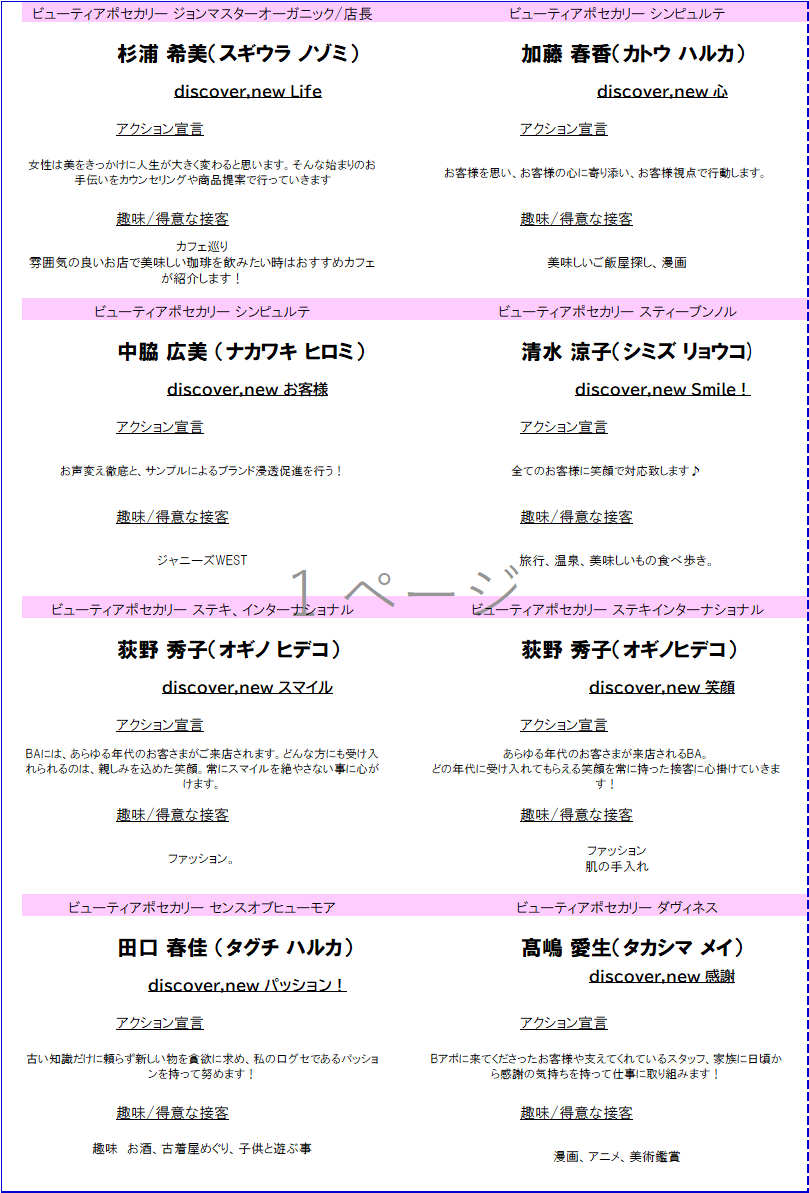 ビューティアポセカリー ジョンマスターオーガニック/店長
杉浦 希美(スギウラ ノゾミ)
discover,new Life
アクション宣言
女性は美をきっかけに人生が大きく変わると思います。そんな始まりのお
手伝いをカウンセリングや商品提案で行っていきます
趣味/得意な接客
カフェ巡り
雰囲気の良いお店で美味しい珈琲を飲みたい時はおすすめカフェ
が紹介します!
ビューティアポセカリー シンピュルテ
加藤 春香(カトウ ハルカ)
discover,new 心
アクション宣言
お客様を思い、お客様の心に寄り添い、お客様視点で行動します。
趣味/得意な接客
美味しいご飯屋探し、漫画
ビューティアポセカリー シンピュルテ
中脇 広美 (ナカワキ ヒロミ)
discover,new お客様
アクション宣言
お声変え徹底と、サンプルによるブランド浸透促進を行う!
趣味/得意な接客
ジャニーズWEST
ビューティアポセカリー スティーブンノル
清水 涼子(シミズ リョウコ)
discover,new Smile!
アクション宣言
全てのお客様に笑顔で対応致します♪
趣味/得意な接客
旅行、温泉、美味しいもの食べ歩き。
1 ページ
ビューティアポセカリー ステキ、インターナショナル
荻野 秀子(オギノ ヒデコ)
discover,new スマイル
アクション宣言
BAには、あらゆる年代のお客さまがご来店されます。どんな方にも受け入
れられるのは、親しみを込めた笑顔。常にスマイルを絶やさない事に心が
けます。
趣味/得意な接客
ファッション。
ビューティアポセカリー ステキインターナショナル
荻野 秀子(オギノヒデコ)
discover,new 笑顔
アクション宣言
あらゆる年代のお客さまが来店されるBA。
どの年代に受け入れてもらえる笑顔を常に持った接客に心掛けていきま
す!
趣味/得意な接客
ファッション
肌の手入れ
ビューティアポセカリー センスオブヒューモア
田口 春佳 (タグチ ハルカ)
discover,new パッション!
アクション宣言
古い知識だけに頼らず新しい物を貪欲に求め、私のログセであるパッショ
ンを持って努めます!
趣味/得意な接客
趣味 お酒、古着屋めぐり、子供と遊ぶ事
ビューティアポセカリー ダヴィネス
髙嶋 愛生(タカシマ メイ)
discover,new 感謝
アクション宣言
Bアポに来てくださったお客様や支えてくれているスタッフ、家族に日頃か
ら感謝の気持ちを持って仕事に取り組みます!
趣味/得意な接客
漫画、アニメ、美術鑑賞